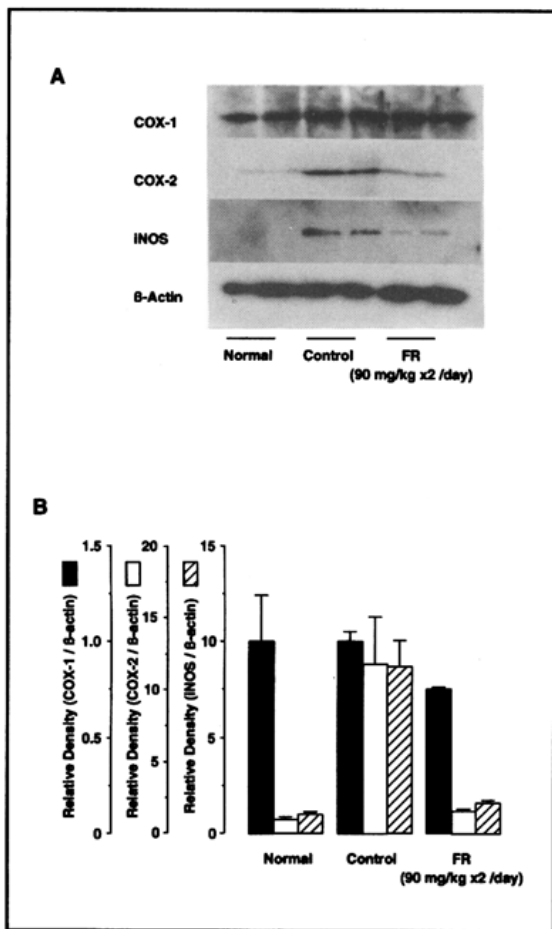 A
COX-1
COX-2
iNOS
ß-Actin
Normal Control FR
(90 mg/kg x2 /day)
B
Relative Density (COX-1 / ß-actin)
1.5
1.0
0.5
0
Relative Density (COX-2 / ß-actin)
20
15
10
5
0
Relative Density (iNOS / ß-actin)
15
10
5
0
Normal Control FR
(90 mg/kg x2 /day)